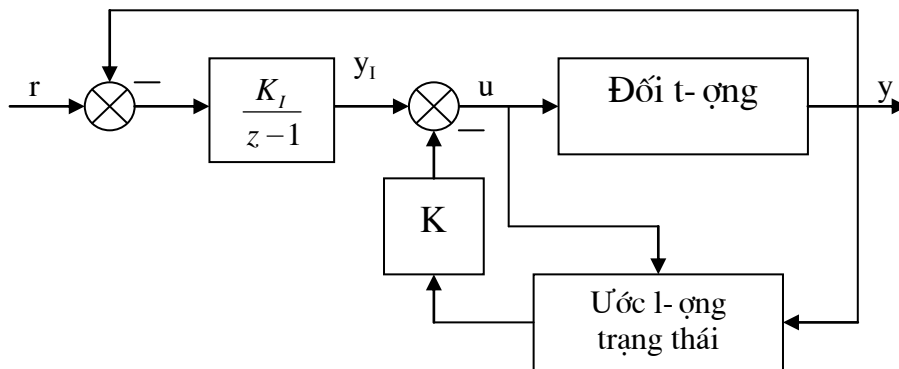 r
K_I
z−1
y_I
u
Đối t-ợng
y
K
Ước l-ợng
trạng thái